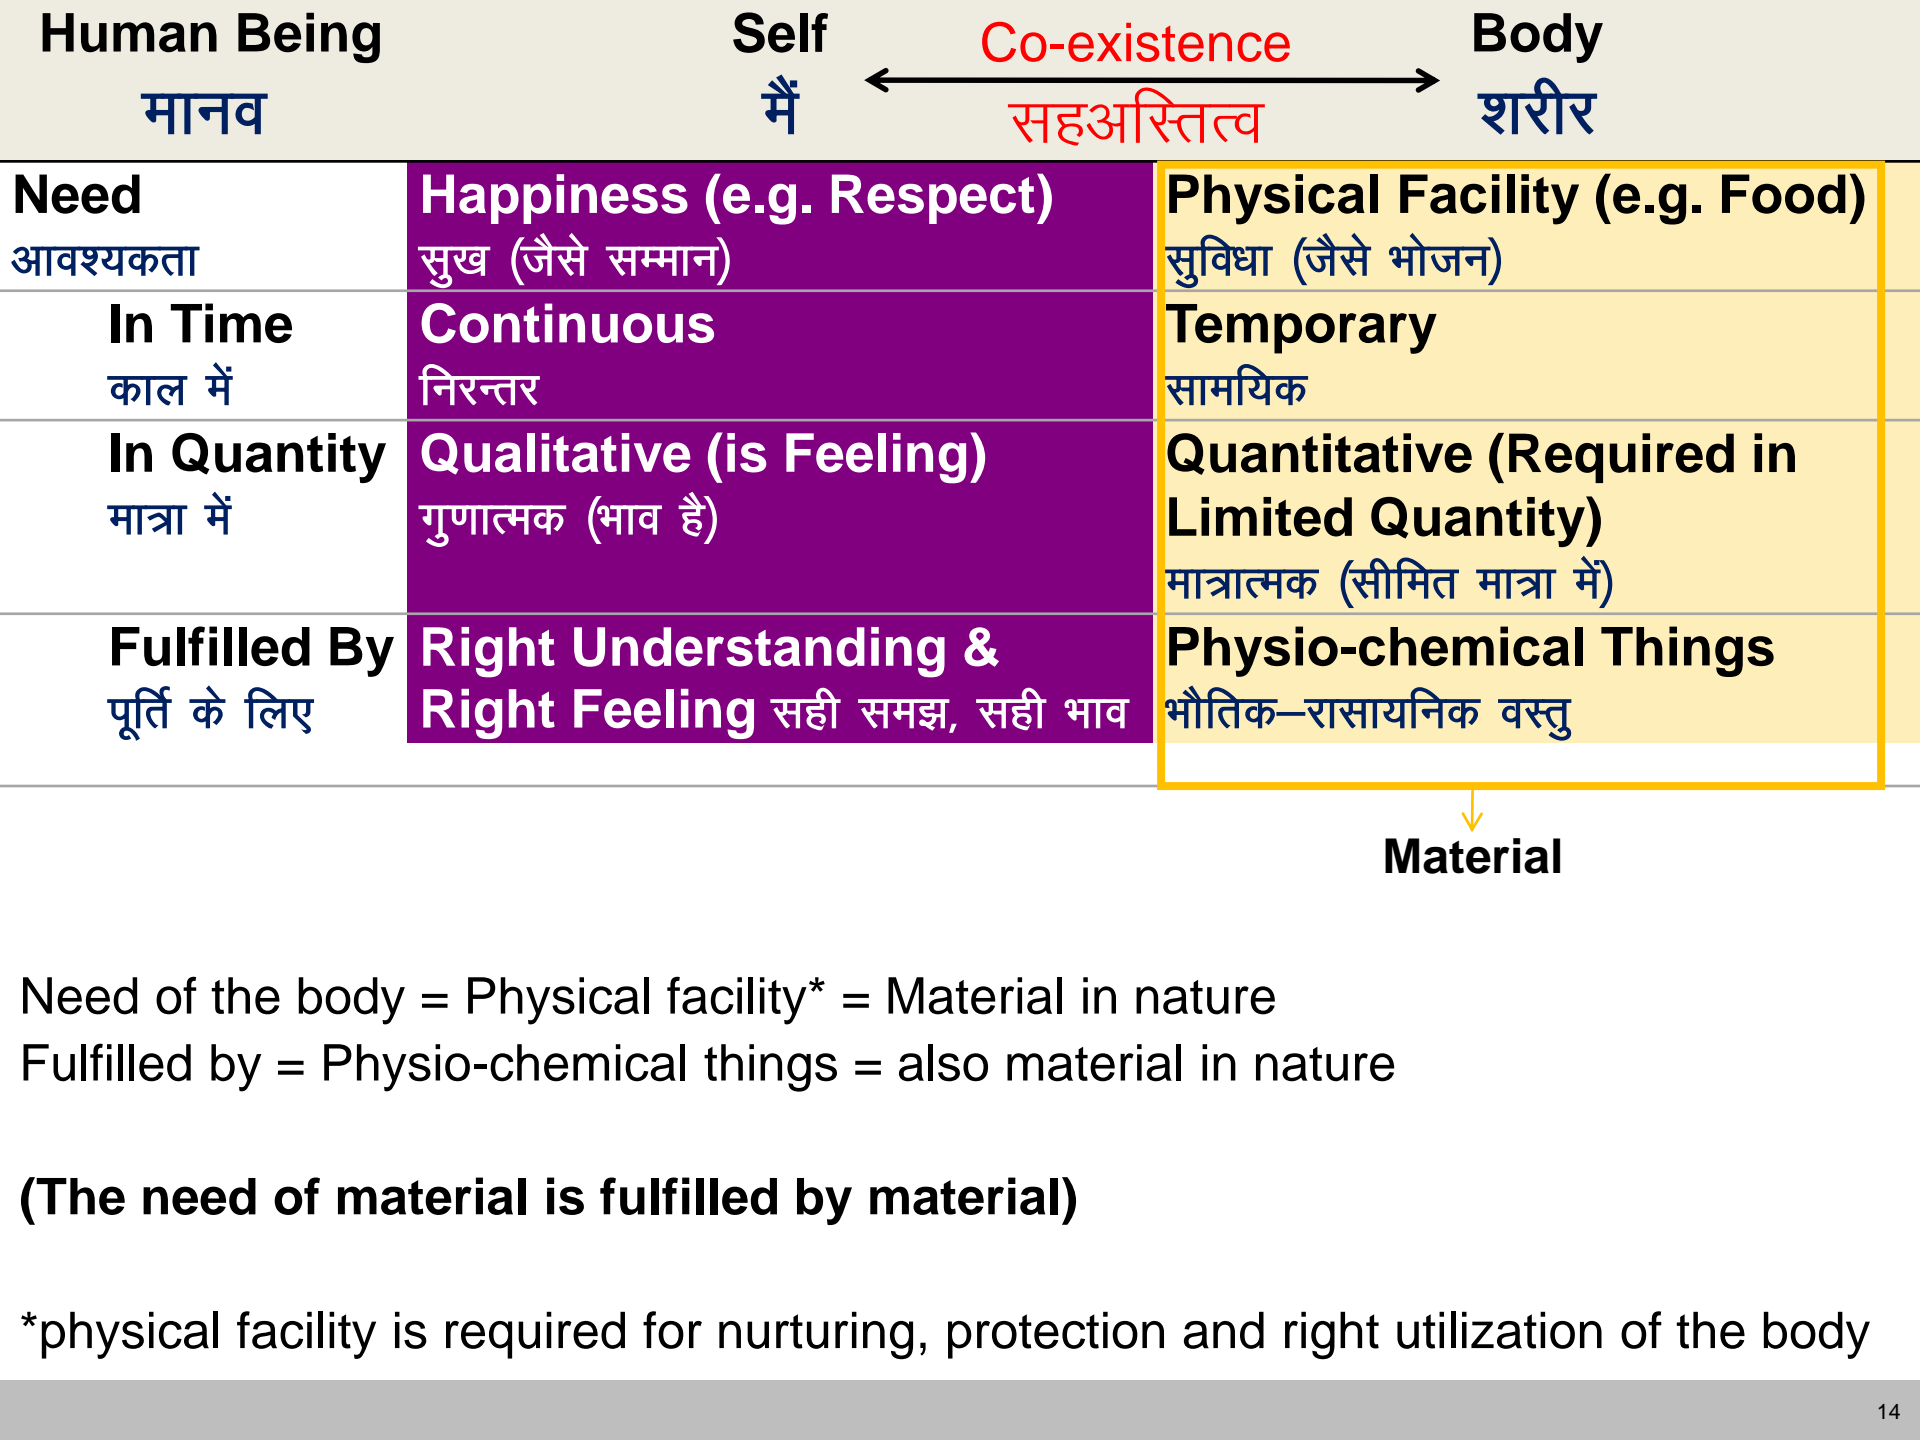 Human Being Self Co-existence Body
मानव मैं सहअस्तित्व शरीर
Need Happiness (e.g. Respect) Physical Facility (e.g. Food)
आवश्यकता सुख (जैसे सम्मान) सुविधा (जैसे भोजन)
In Time Continuous Temporary
काल में निरन्तर सामयिक
In Quantity Qualitative (is Feeling) Quantitative (Required in
मात्रा में गुणात्मक (भाव है) Limited Quantity)
मात्रात्मक (सीमित मात्रा में)
Fulfilled By Right Understanding & Physio-chemical Things
पूर्ति के लिए Right Feeling सही समझ, सही भाव भौतिक–रासायनिक वस्तु
Material
Need of the body = Physical facility* = Material in nature
Fulfilled by = Physio-chemical things = also material in nature
(The need of material is fulfilled by material)
*physical facility is required for nurturing, protection and right utilization of the body
14